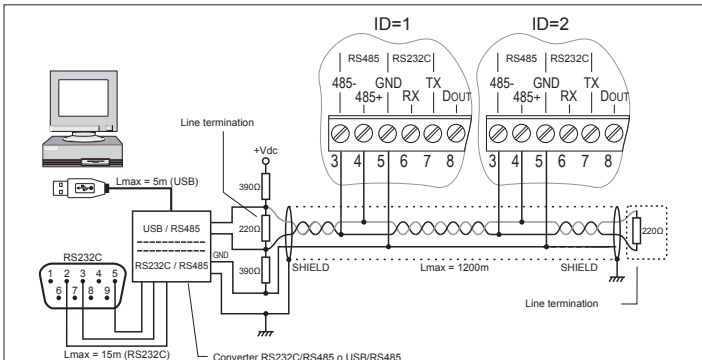 ID=1
ID=2
RS485 RS232C
RS485 RS232C
485- GND TX
485+ RX DOUT
485- GND TX
485+ RX DOUT
3 4 5 6 7 8
3 4 5 6 7 8
Line termination
+Vdc
Lmax = 5m (USB)
390Ω
USB / RS485
220Ω
220Ω
GND
RS232C / RS485
390Ω
SHIELD
Lmax = 1200m
SHIELD
RS232C
1 2 3 4 5
6 7 8 9
Line termination
Lmax = 15m (RS232C)
Converter RS232C/RS485 o USB/RS485